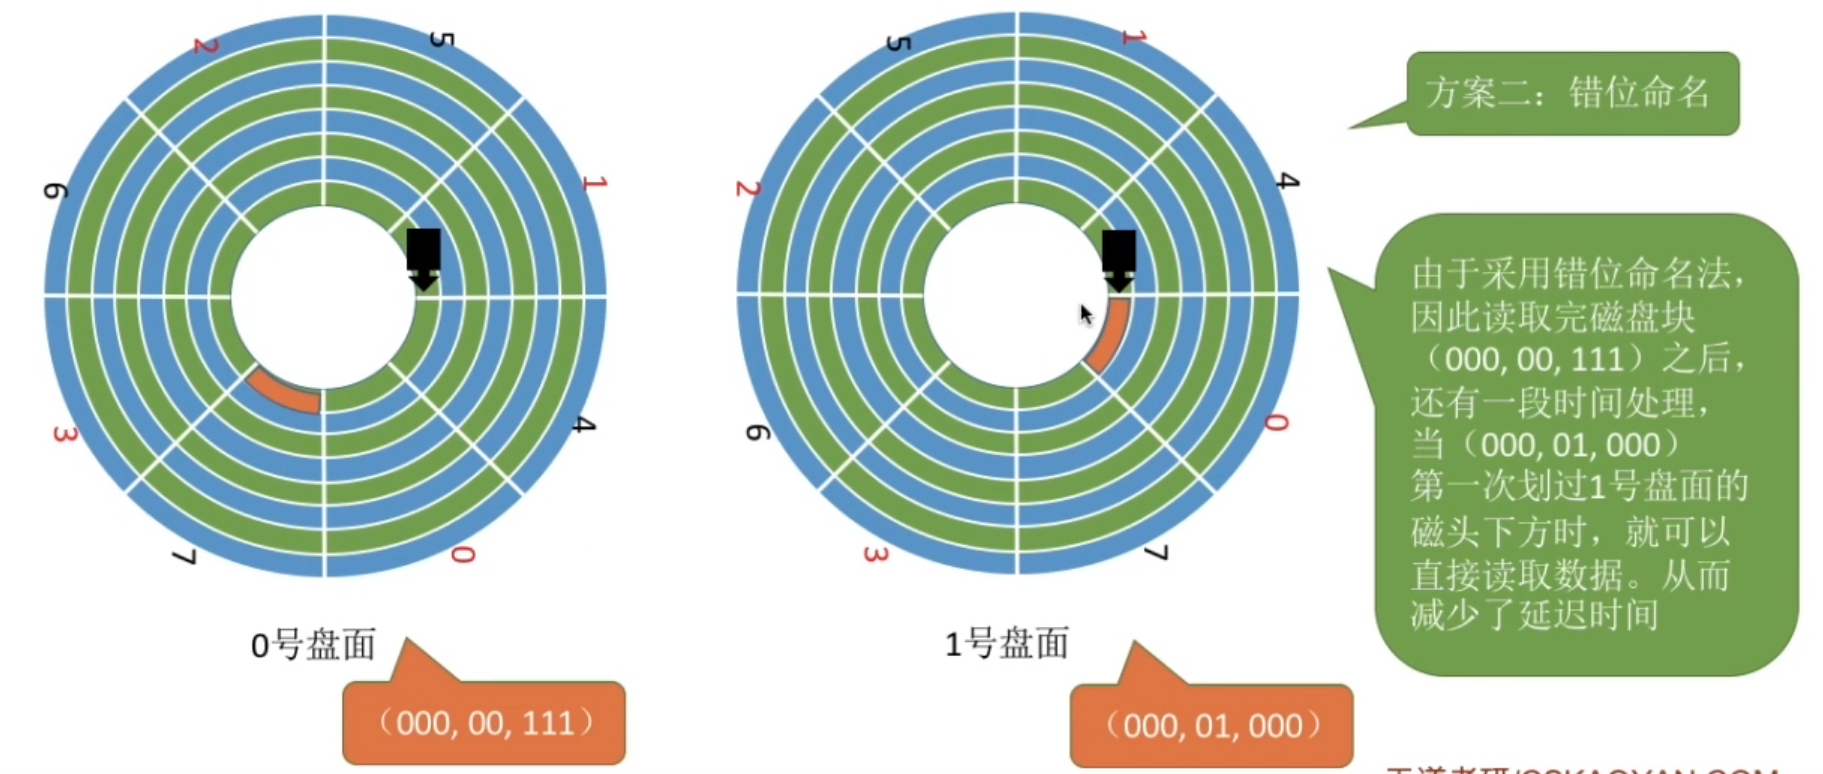 2
5
6
1
3
4
7
0
0号盘面
（000, 00, 111）
5
1
2
4
6
0
3
7
1号盘面
（000, 01, 000）
方案二：错位命名
由于采用错位命名法，
因此读取完磁盘块
（000, 00, 111）之后，
还有一段时间处理，
当（000, 01, 000）
第一次划过1号盘面的
磁头下方时，就可以
直接读取数据。从而
减少了延迟时间